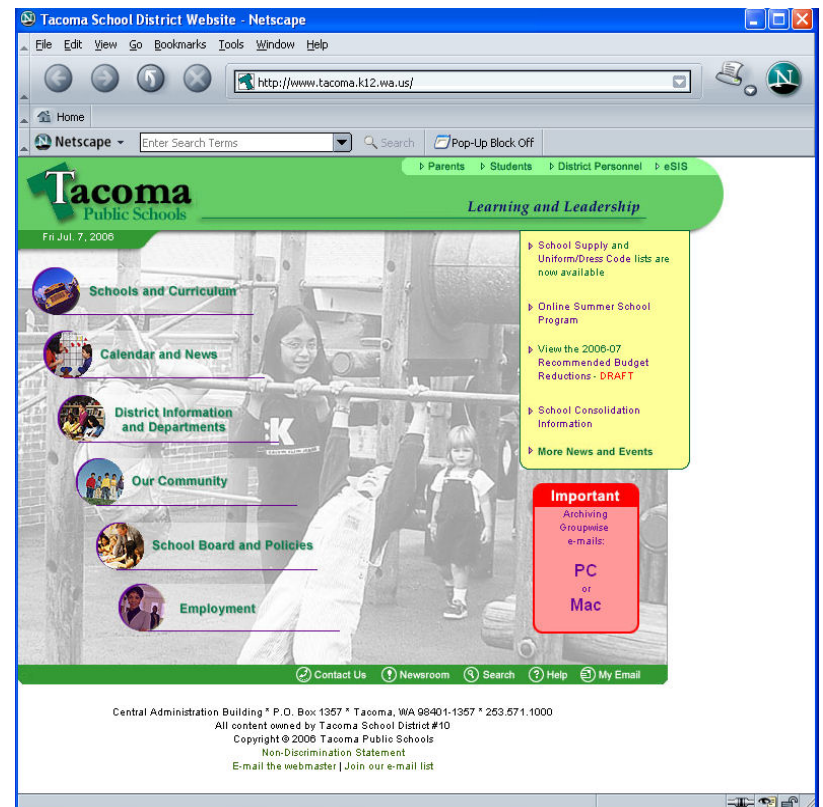 Tacoma School District Website - Netscape
File Edit View Go Bookmarks Tools Window Help
http://www.tacoma.k12.wa.us/
N
Home
Netscape
Enter Search Terms
Search
Pop-Up Block Off
Parents Students District Personnel eSIS
Tacoma
Public Schools
Learning and Leadership
Fri Jul. 7, 2006
Schools and Curriculum
Calendar and News
District Information
and Departments
Our Community
School Board and Policies
Employment
School Supply and
Uniform/Dress Code lists are
now available
Online Summer School
Program
View the 2006-07
Recommended Budget
Reductions - DRAFT
School Consolidation
Information
More News and Events
Important
Archiving
Groupwise
e-mails:
PC
or
Mac
Contact Us Newsroom Search Help My Email
Central Administration Building * P.O. Box 1357 * Tacoma, WA 98401-1357 * 253.571.1000
All content owned by Tacoma School District #10
Copyright © 2006 Tacoma Public Schools
Non-Discrimination Statement
E-mail the webmaster | Join our e-mail list